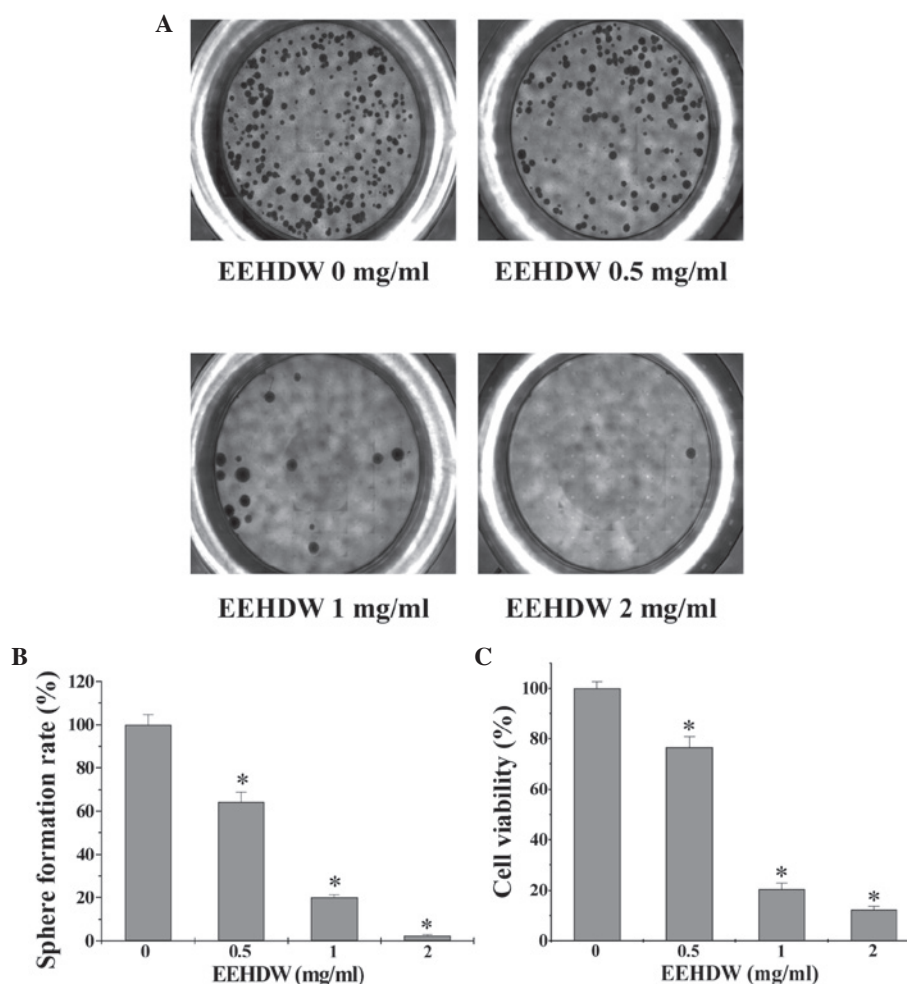 A
EEHDW 0 mg/ml
EEHDW 0.5 mg/ml
EEHDW 1 mg/ml
EEHDW 2 mg/ml
B
Sphere formation rate (%)
120
100
80
60
40
20
0
*
*
*
0 0.5 1 2
EEHDW (mg/ml)
C
Cell viability (%)
100
80
60
40
20
0
*
*
*
0 0.5 1 2
EEHDW (mg/ml)